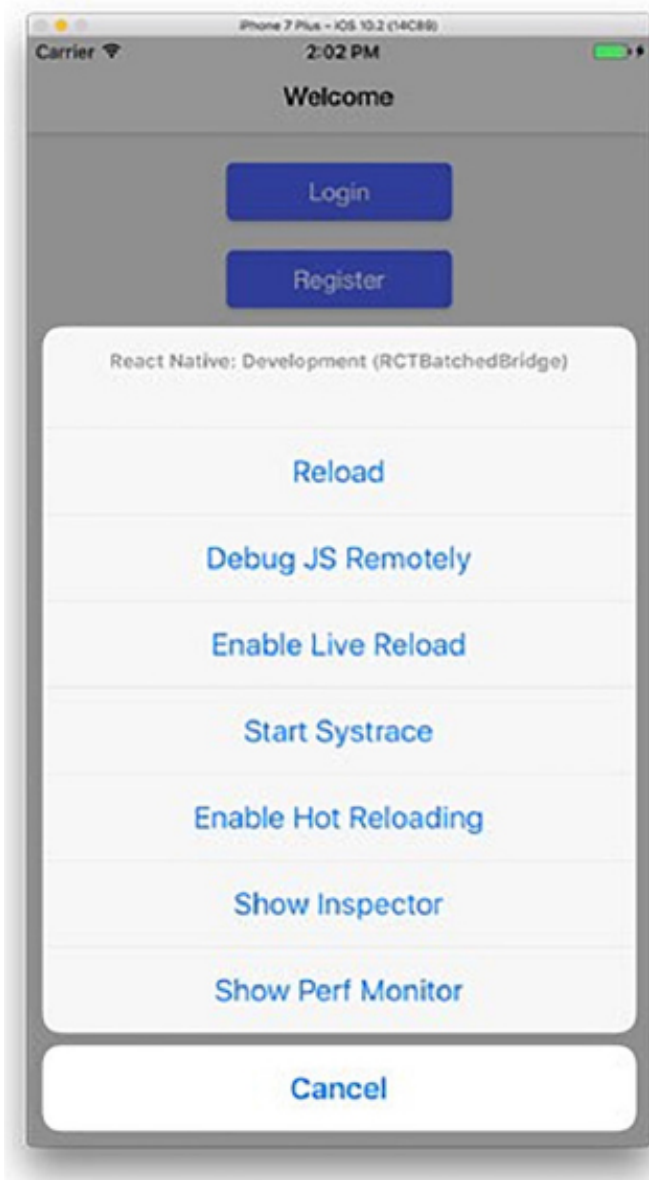 iPhone 7 Plus – iOS 10.2 (14C89)
Carrier 2:02 PM
Welcome
Login
Register
React Native: Development (RCTBatchedBridge)
Reload
Debug JS Remotely
Enable Live Reload
Start Systrace
Enable Hot Reloading
Show Inspector
Show Perf Monitor
Cancel